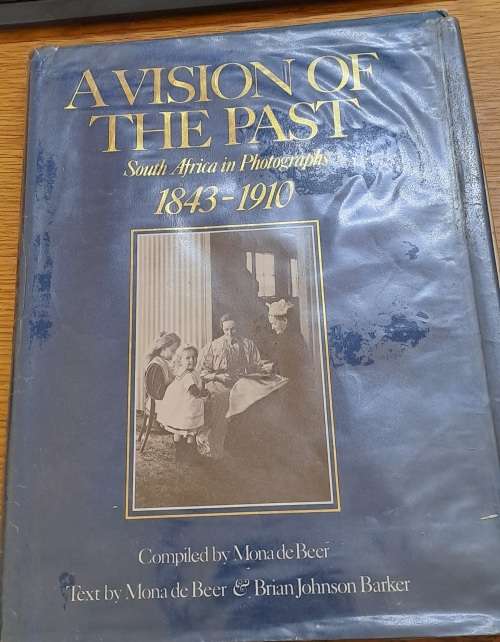 A VISION OF
THE PAST
South Africa in Photographs
1843-1910
Compiled by Mona de Beer
Text by Mona de Beer & Brian Johnson Barker